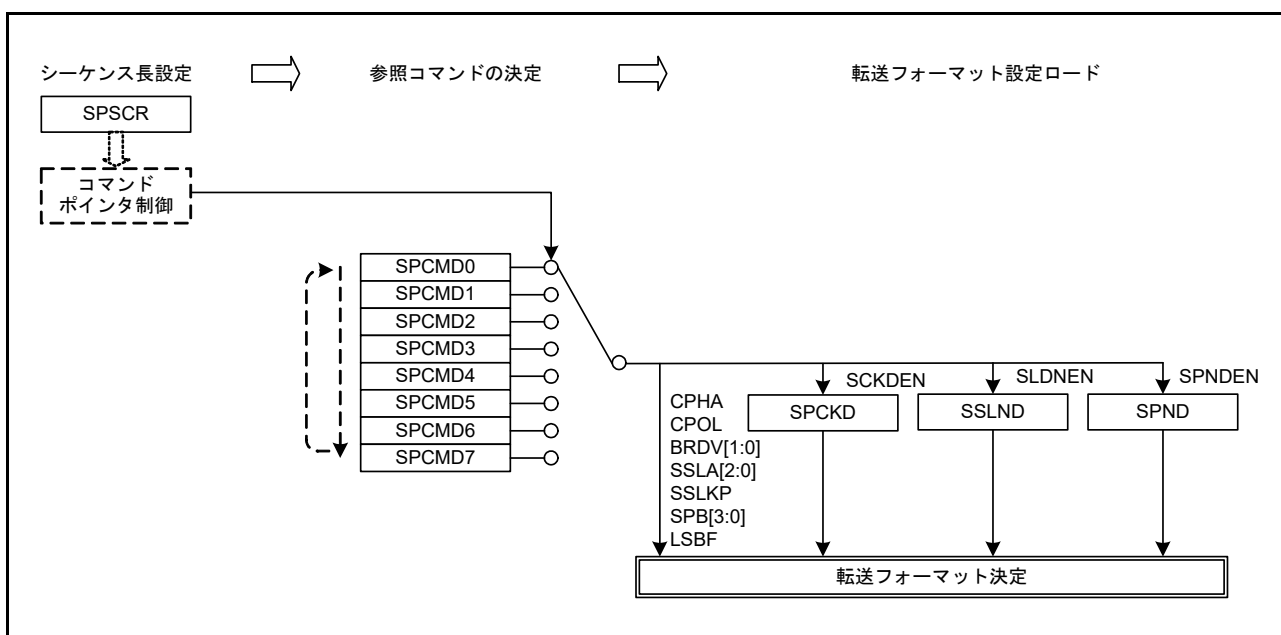 シーケンス長設定
参照コマンドの決定
転送フォーマット設定ロード
SPSCR
コマンド
ポインタ制御
SPCMD0
SPCMD1
SPCMD2
SPCMD3
SPCMD4
SPCMD5
SPCMD6
SPCMD7
CPHA
CPOL
BRDV[1:0]
SSLA[2:0]
SSLKP
SPB[3:0]
LSBF
SCKDEN
SPCKD
SLDNEN
SSLND
SPNDEN
SPND
転送フォーマット決定